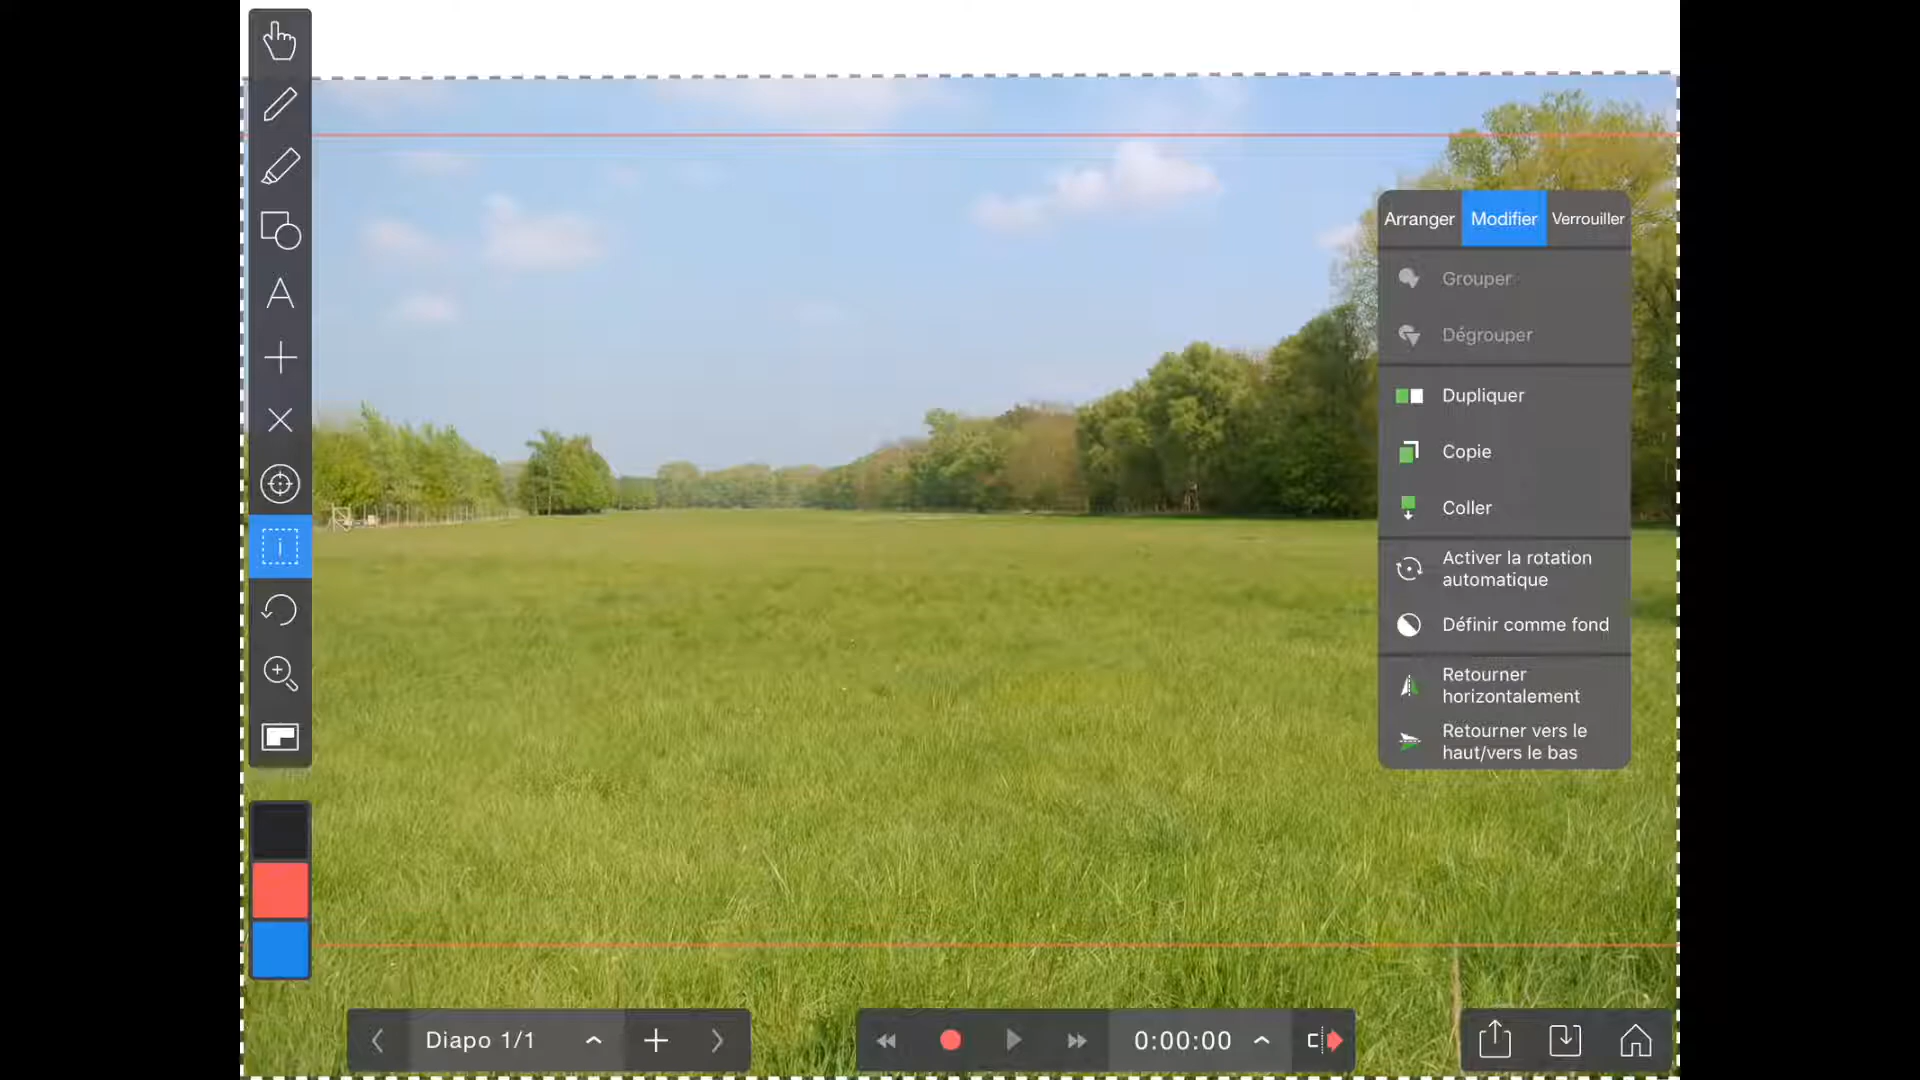 Arranger Modifier Verrouiller
Grouper
Dégrouper
Dupliquer
Copie
Coller
Activer la rotation
automatique
Définir comme fond
Retourner
horizontalement
Retourner vers le
haut/vers le bas
Diapo 1/1
0:00:00